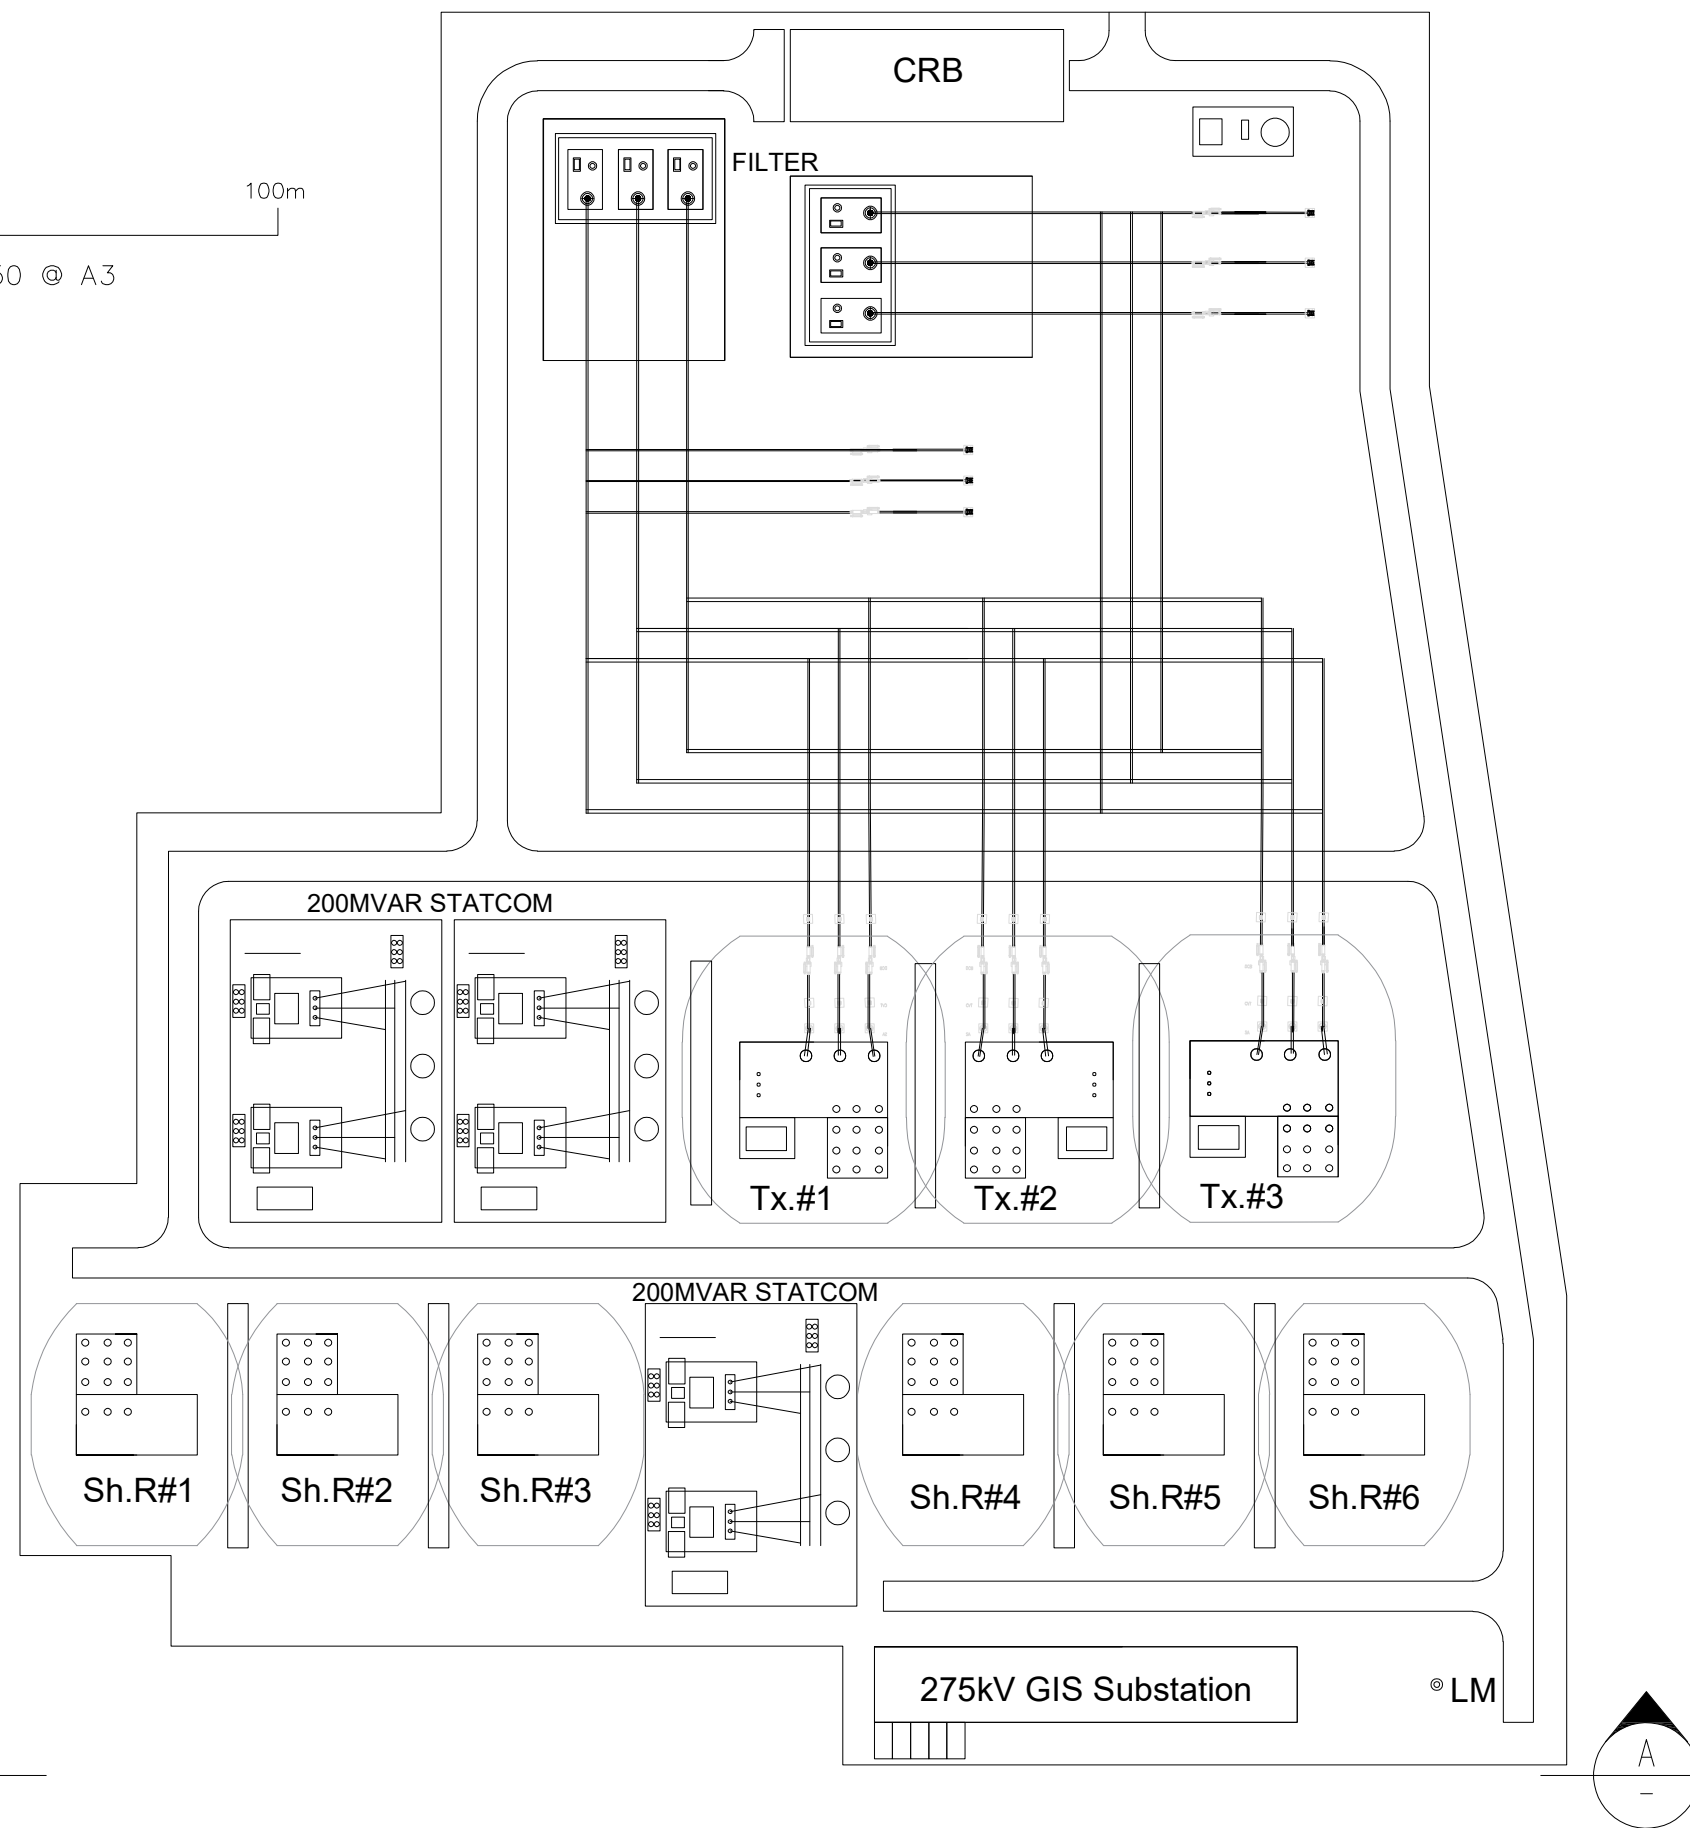 CRB
FILTER
100m
@ A3
200MVAR STATCOM
Tx.#1
Tx.#2
Tx.#3
200MVAR STATCOM
Sh.R#1
Sh.R#2
Sh.R#3
Sh.R#4
Sh.R#5
Sh.R#6
275kV GIS Substation
LM
A
-